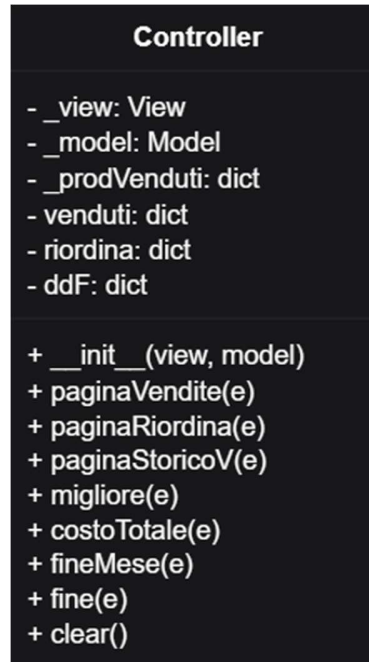 Controller
- _view: View
- _model: Model
- _prodVenduti: dict
- venduti: dict
- riordina: dict
- ddF: dict
+ __init__(view, model)
+ paginaVendite(e)
+ paginaRiordina(e)
+ paginaStoricoV(e)
+ migliore(e)
+ costoTotale(e)
+ fineMese(e)
+ fine(e)
+ clear()